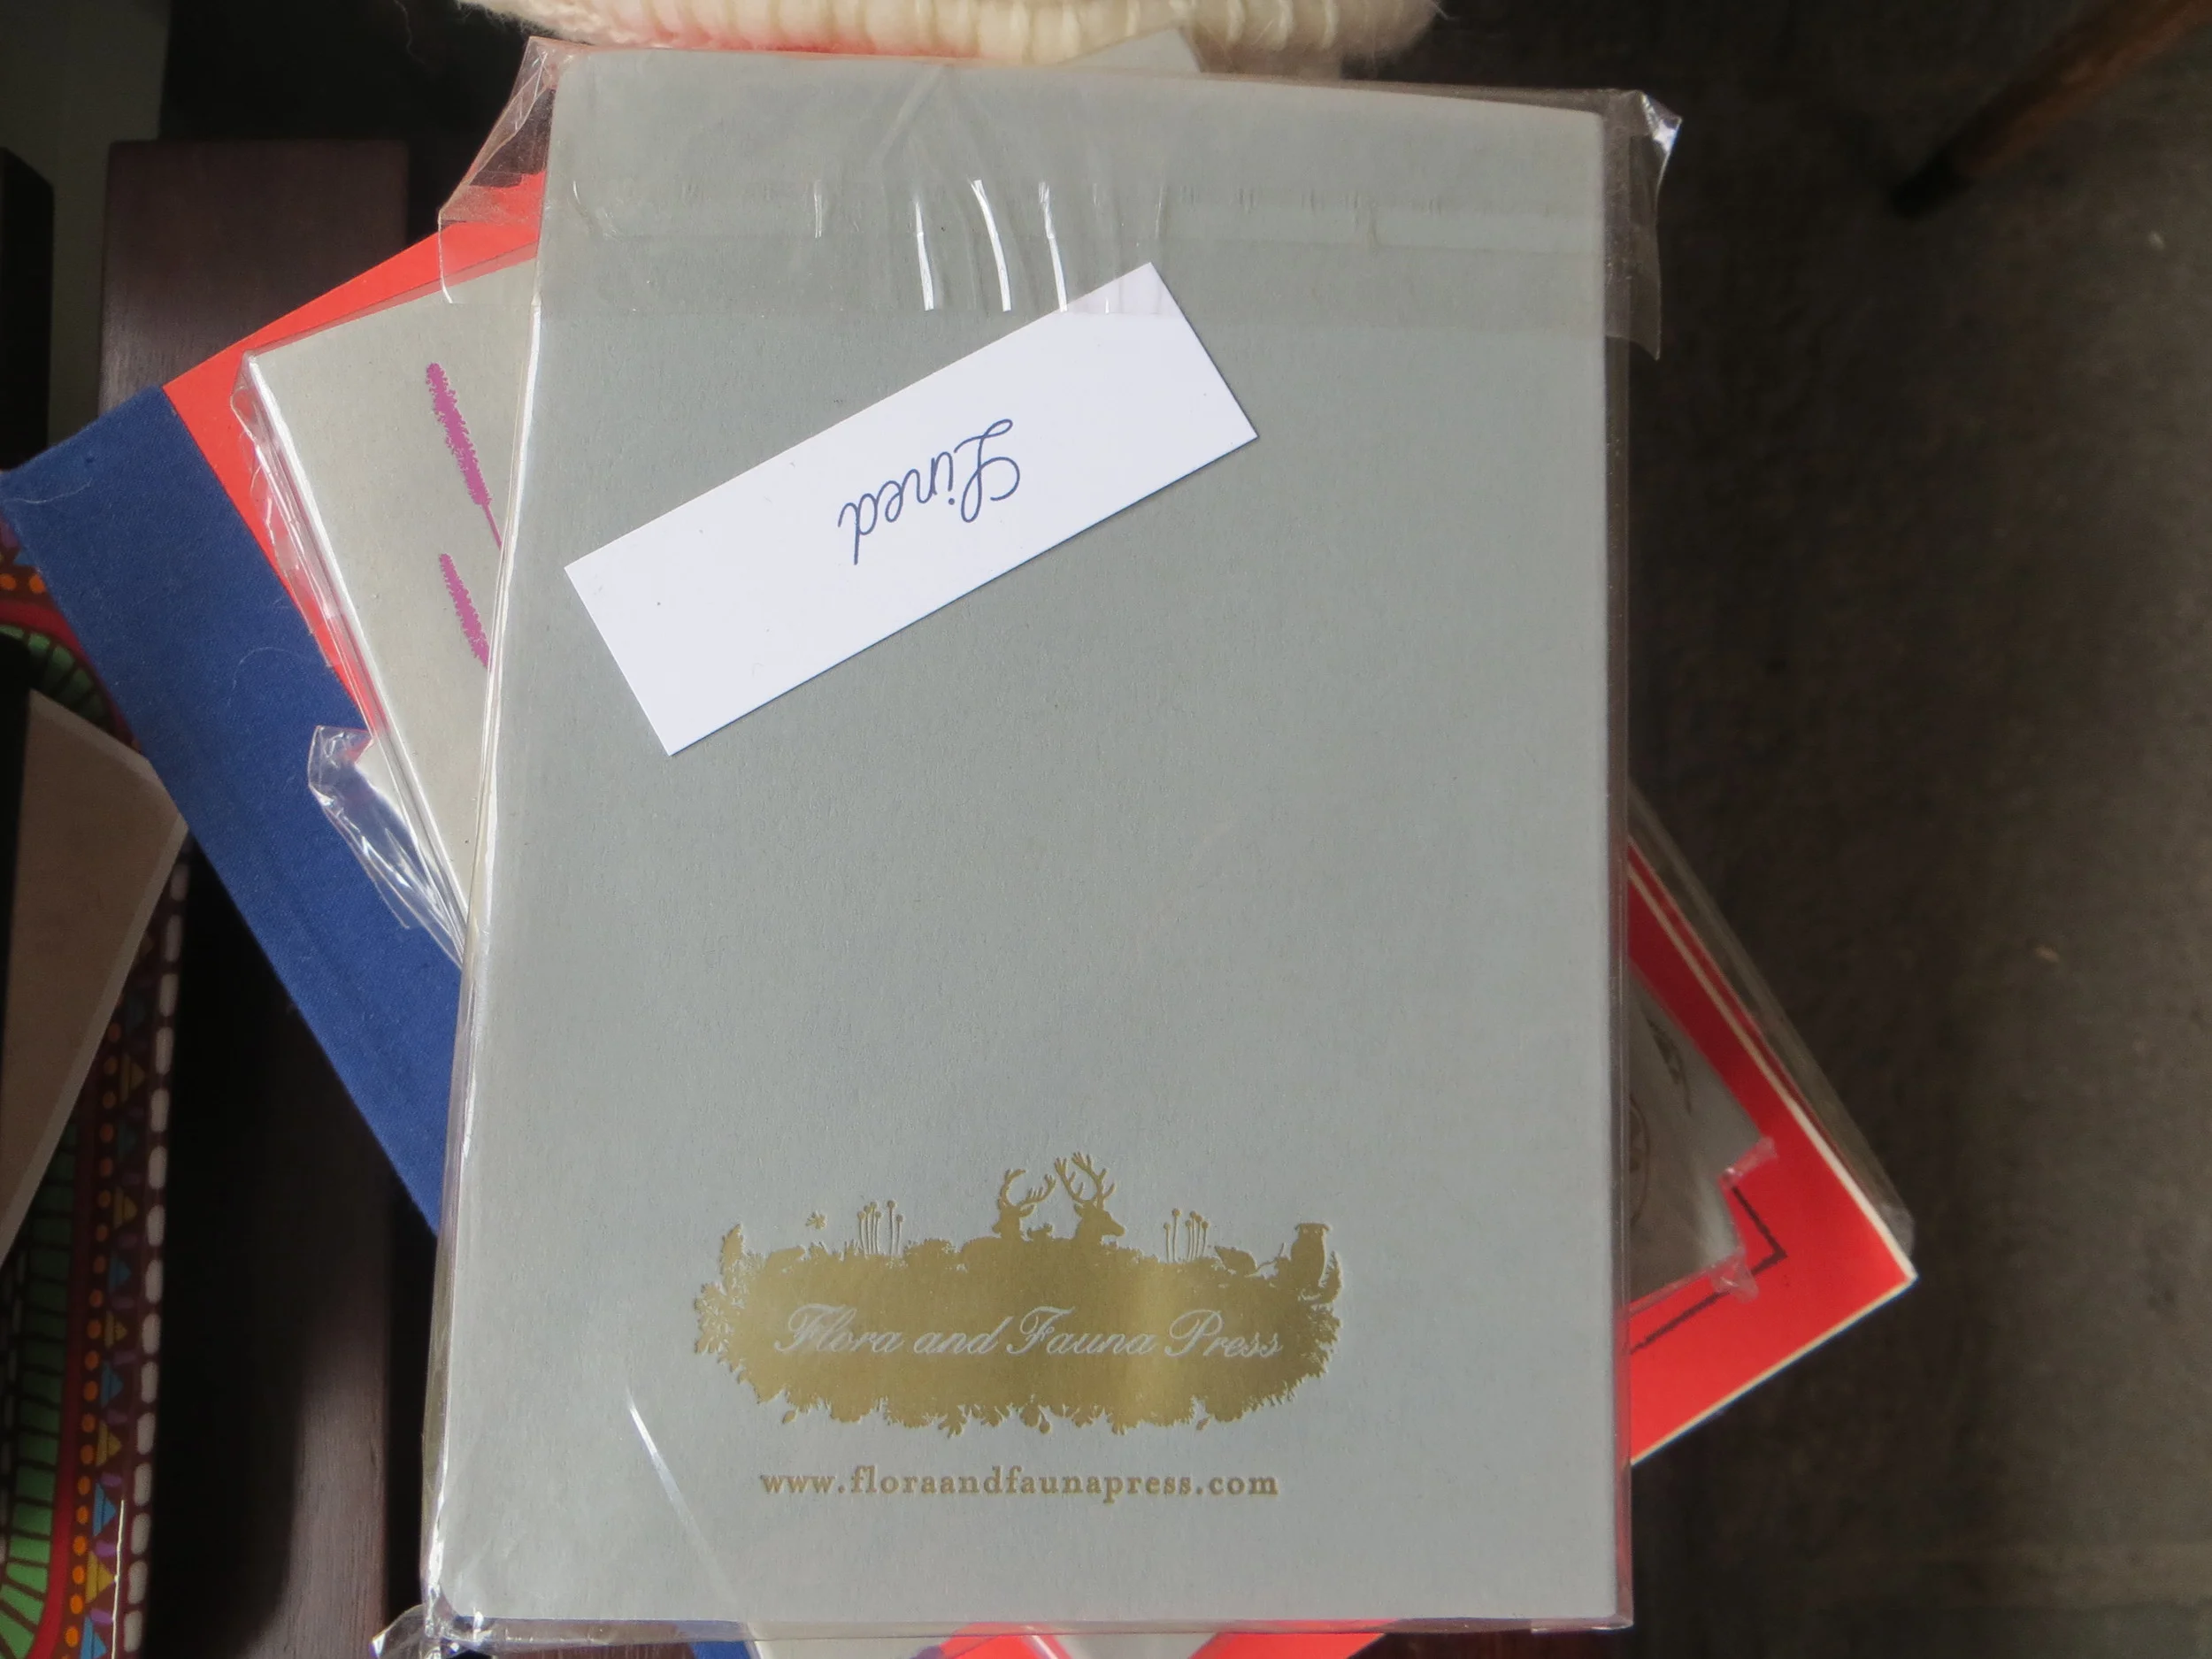 Lined
Flora and Fauna Press
www.floraandfaunapress.com